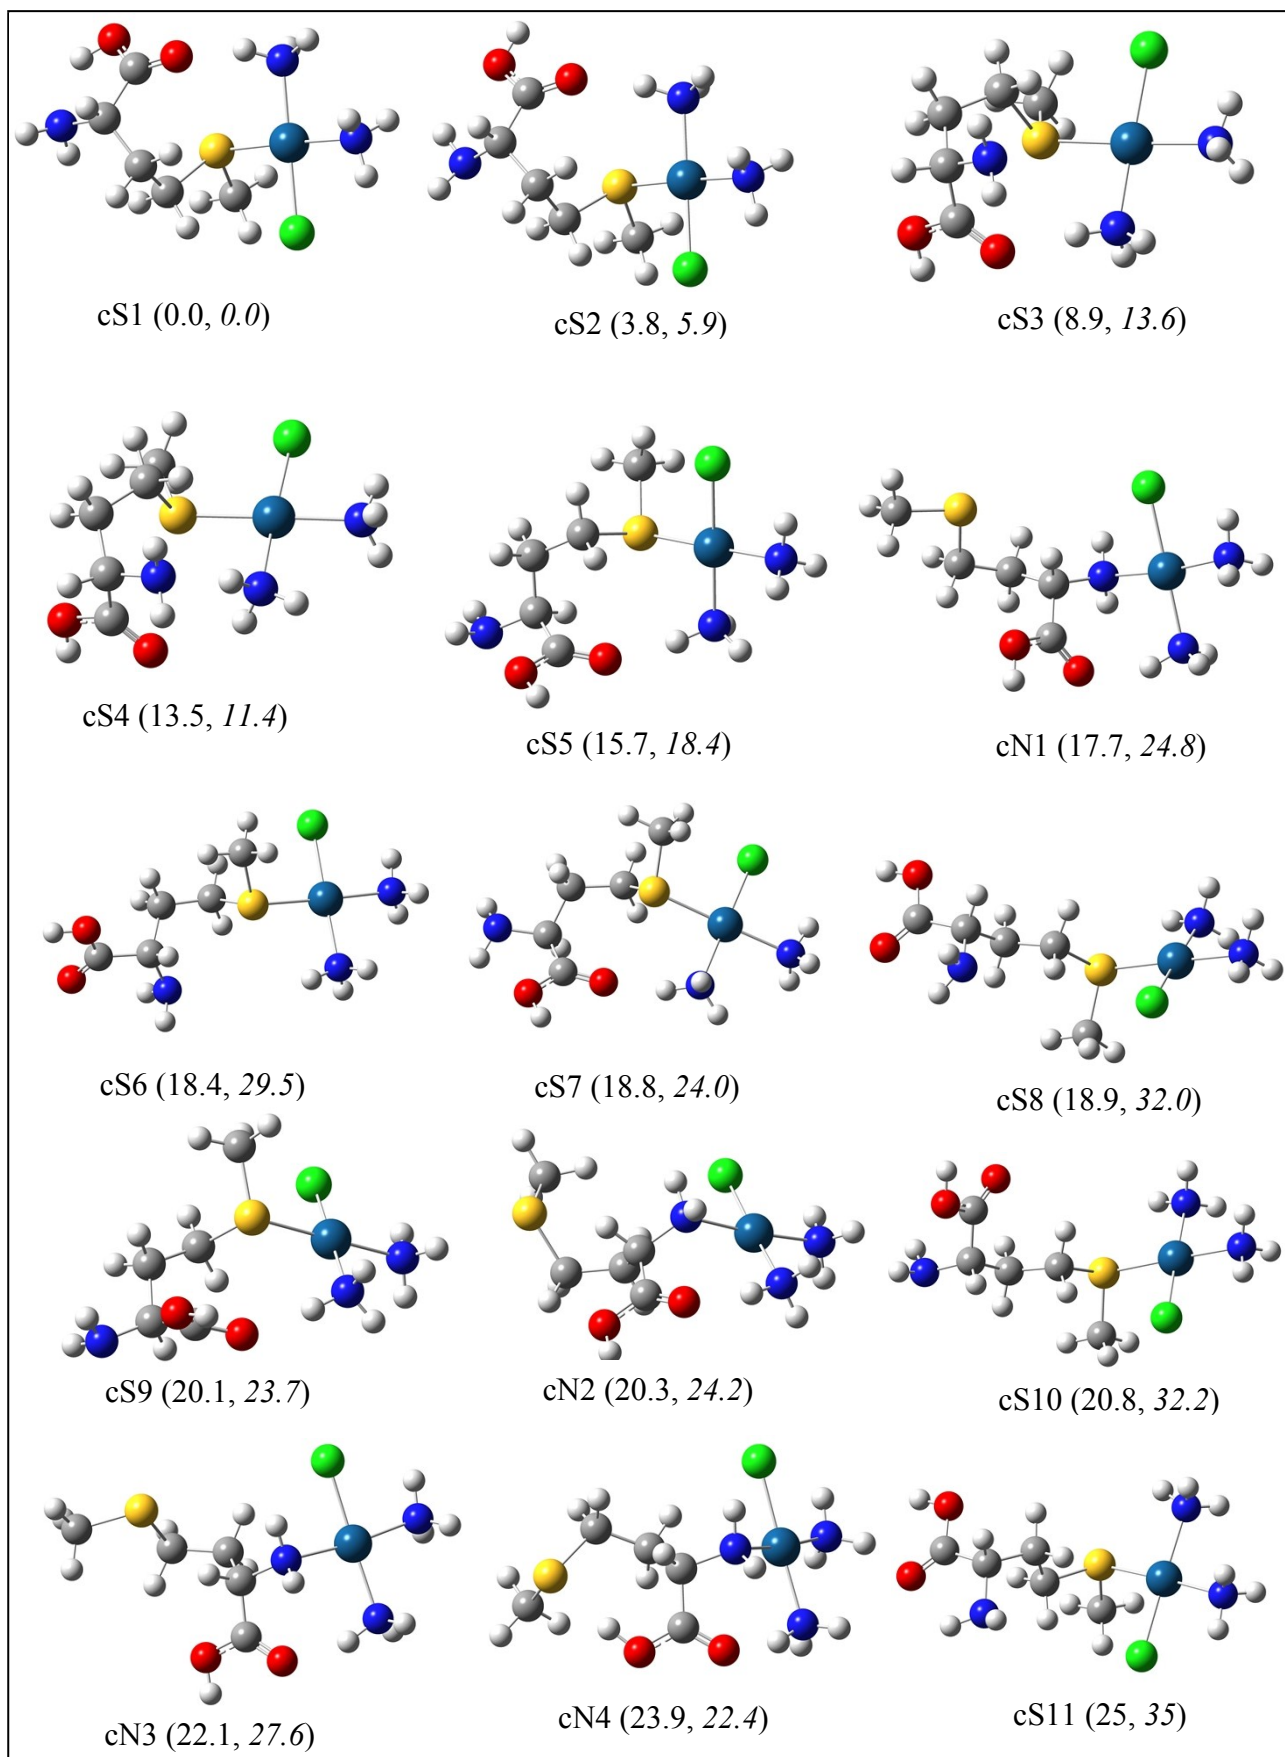 cS1 (0.0, 0.0)
cS2 (3.8, 5.9)
cS3 (8.9, 13.6)
cS4 (13.5, 11.4)
cS5 (15.7, 18.4)
cN1 (17.7, 24.8)
cS6 (18.4, 29.5)
cS7 (18.8, 24.0)
cS8 (18.9, 32.0)
cS9 (20.1, 23.7)
cN2 (20.3, 24.2)
cS10 (20.8, 32.2)
cN3 (22.1, 27.6)
cN4 (23.9, 22.4)
cS11 (25, 35)